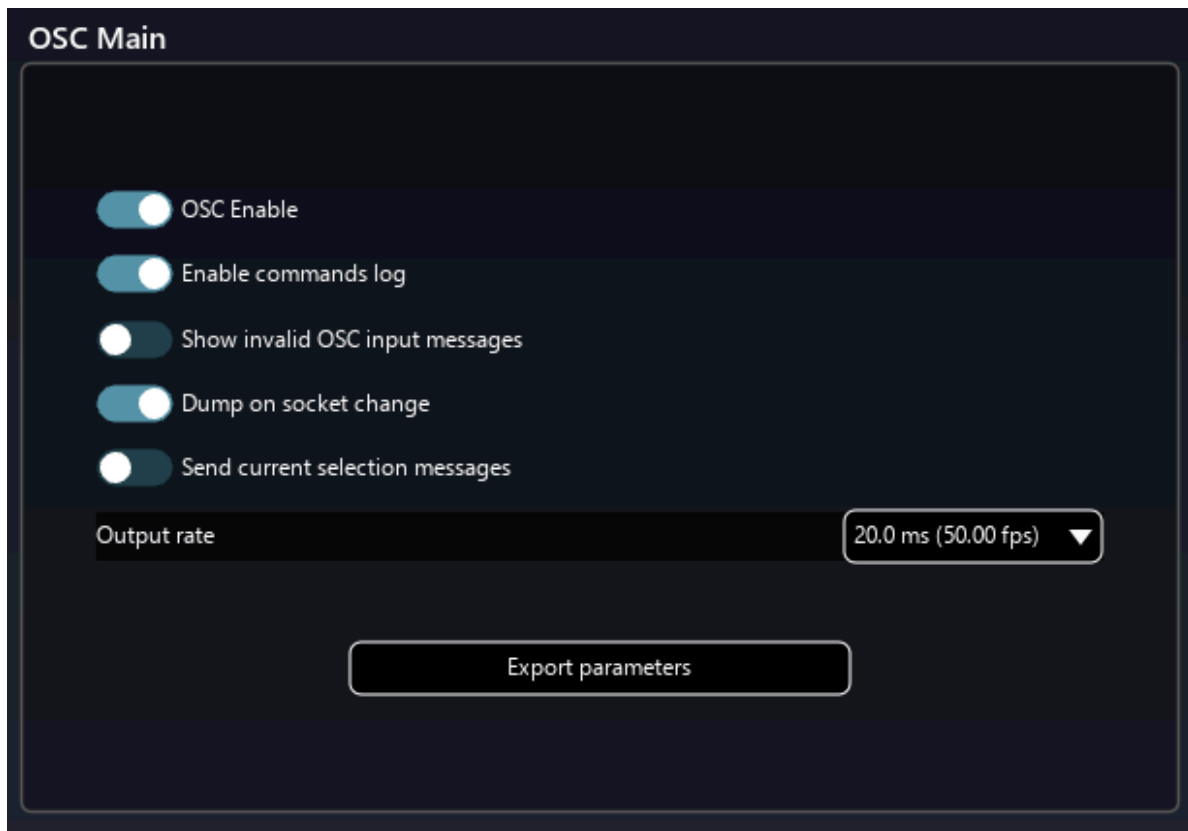 OSC Main
OSC Enable
Enable commands log
Show invalid OSC input messages
Dump on socket change
Send current selection messages
Output rate 20.0 ms (50.00 fps)
Export parameters